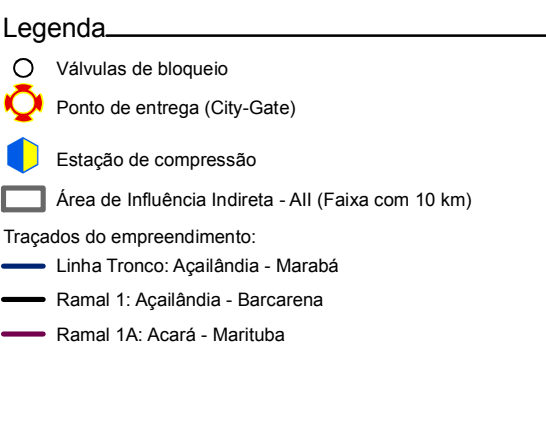 Legenda
Válvulas de bloqueio
Ponto de entrega (City-Gate)
Estação de compressão
Área de Influência Indireta - AII (Faixa com 10 km)
Traçados do empreendimento:
Linha Tronco: Açailândia - Marabá
Ramal 1: Açailândia - Barcarena
Ramal 1A: Acará - Marituba